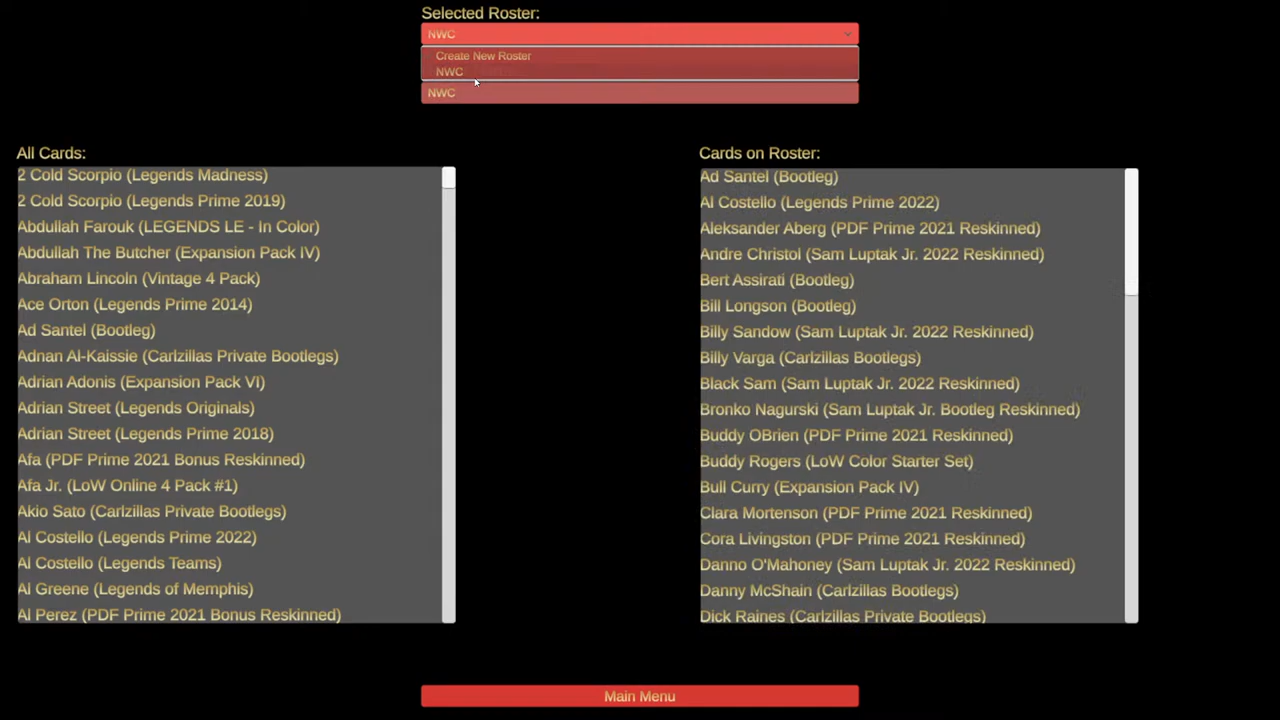 Selected Roster:
NWC
Create New Roster
NWC
NWC
All Cards:
2 Cold Scorpio (Legends Madness)
2 Cold Scorpio (Legends Prime 2019)
Abdullah Farouk (LEGENDS LE - In Color)
Abdullah The Butcher (Expansion Pack IV)
Abraham Lincoln (Vintage 4 Pack)
Ace Orton (Legends Prime 2014)
Ad Santel (Bootleg)
Adnan Al-Kaissie (Carlzillas Private Bootlegs)
Adrian Adonis (Expansion Pack VI)
Adrian Street (Legends Originals)
Adrian Street (Legends Prime 2018)
Afa (PDF Prime 2021 Bonus Reskinned)
Afa Jr. (LoW Online 4 Pack #1)
Akio Sato (Carlzillas Private Bootlegs)
Al Costello (Legends Prime 2022)
Al Costello (Legends Teams)
Al Greene (Legends of Memphis)
Al Perez (PDF Prime 2021 Bonus Reskinned)
Cards on Roster:
Ad Santel (Bootleg)
Al Costello (Legends Prime 2022)
Aleksander Aberg (PDF Prime 2021 Reskinned)
Andre Christol (Sam Luptak Jr. 2022 Reskinned)
Bert Assirati (Bootleg)
Bill Longson (Bootleg)
Billy Sandow (Sam Luptak Jr. 2022 Reskinned)
Billy Varga (Carlzillas Bootlegs)
Black Sam (Sam Luptak Jr. 2022 Reskinned)
Bronko Nagurski (Sam Luptak Jr. Bootleg Reskinned)
Buddy OBrien (PDF Prime 2021 Reskinned)
Buddy Rogers (LoW Color Starter Set)
Bull Curry (Expansion Pack IV)
Clara Mortenson (PDF Prime 2021 Reskinned)
Cora Livingston (PDF Prime 2021 Reskinned)
Danno O'Mahoney (Sam Luptak Jr. 2022 Reskinned)
Danny McShain (Carlzillas Bootlegs)
Dick Raines (Carlzillas Private Bootlegs)
Main Menu